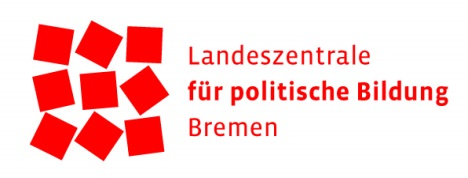 Landeszentrale
für politische Bildung
Bremen